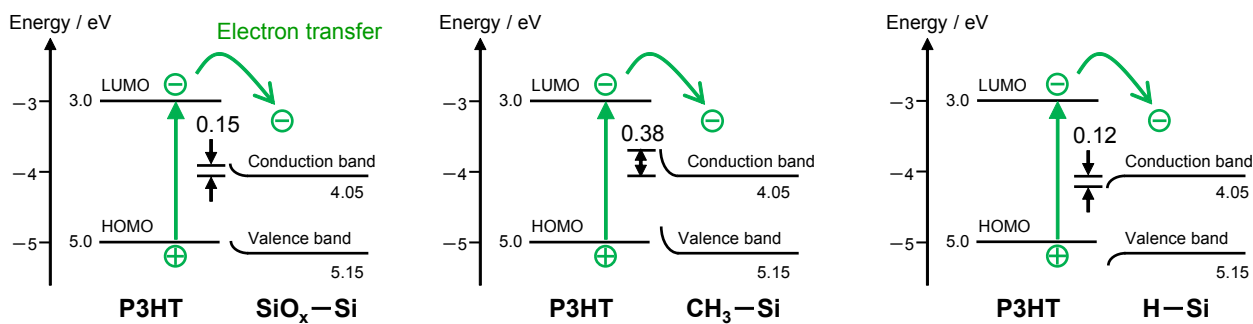 Energy / eV
Electron transfer
LUMO
−
−3
3.0
−
0.15
Conduction band
−4
4.05
HOMO
−5
5.0
Valence band
+
5.15
P3HT
SiOₓ−Si
Energy / eV
LUMO
−
−3
3.0
−
0.38
Conduction band
−4
4.05
HOMO
−5
5.0
Valence band
+
5.15
P3HT
CH₃−Si
Energy / eV
LUMO
−
−3
3.0
−
0.12
Conduction band
−4
4.05
HOMO
−5
5.0
Valence band
+
5.15
P3HT
H−Si